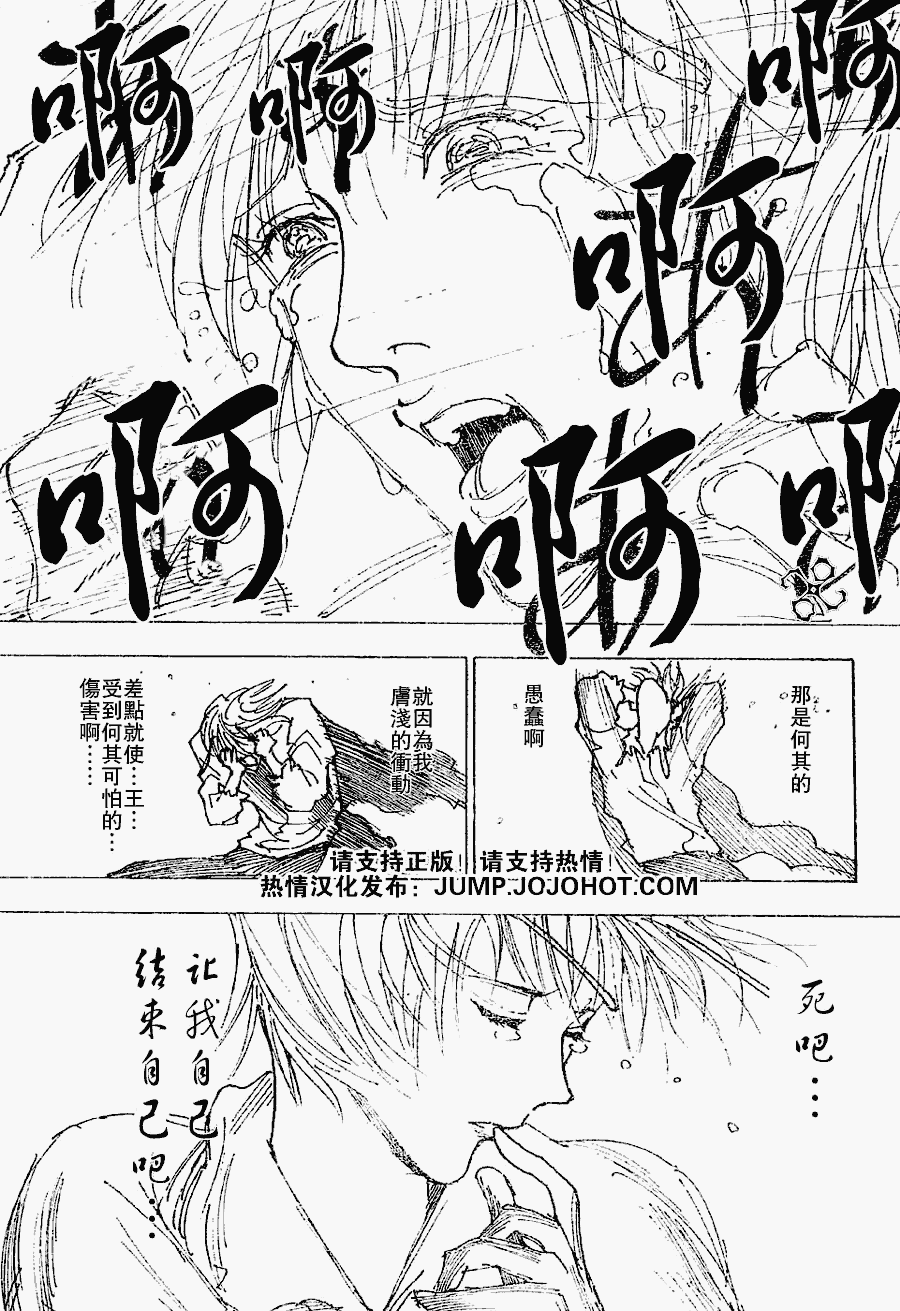 啊
啊
啊
啊
啊
啊
啊
那是何其的
愚蠢啊
就因為我
膚淺的衝動
差點就使…王…
受到何其可怕的…
傷害啊……
请支持正版！请支持热情！
热情汉化发布：JUMP.JOJOHOT.COM
死吧…
让我自己
结束自己吧……